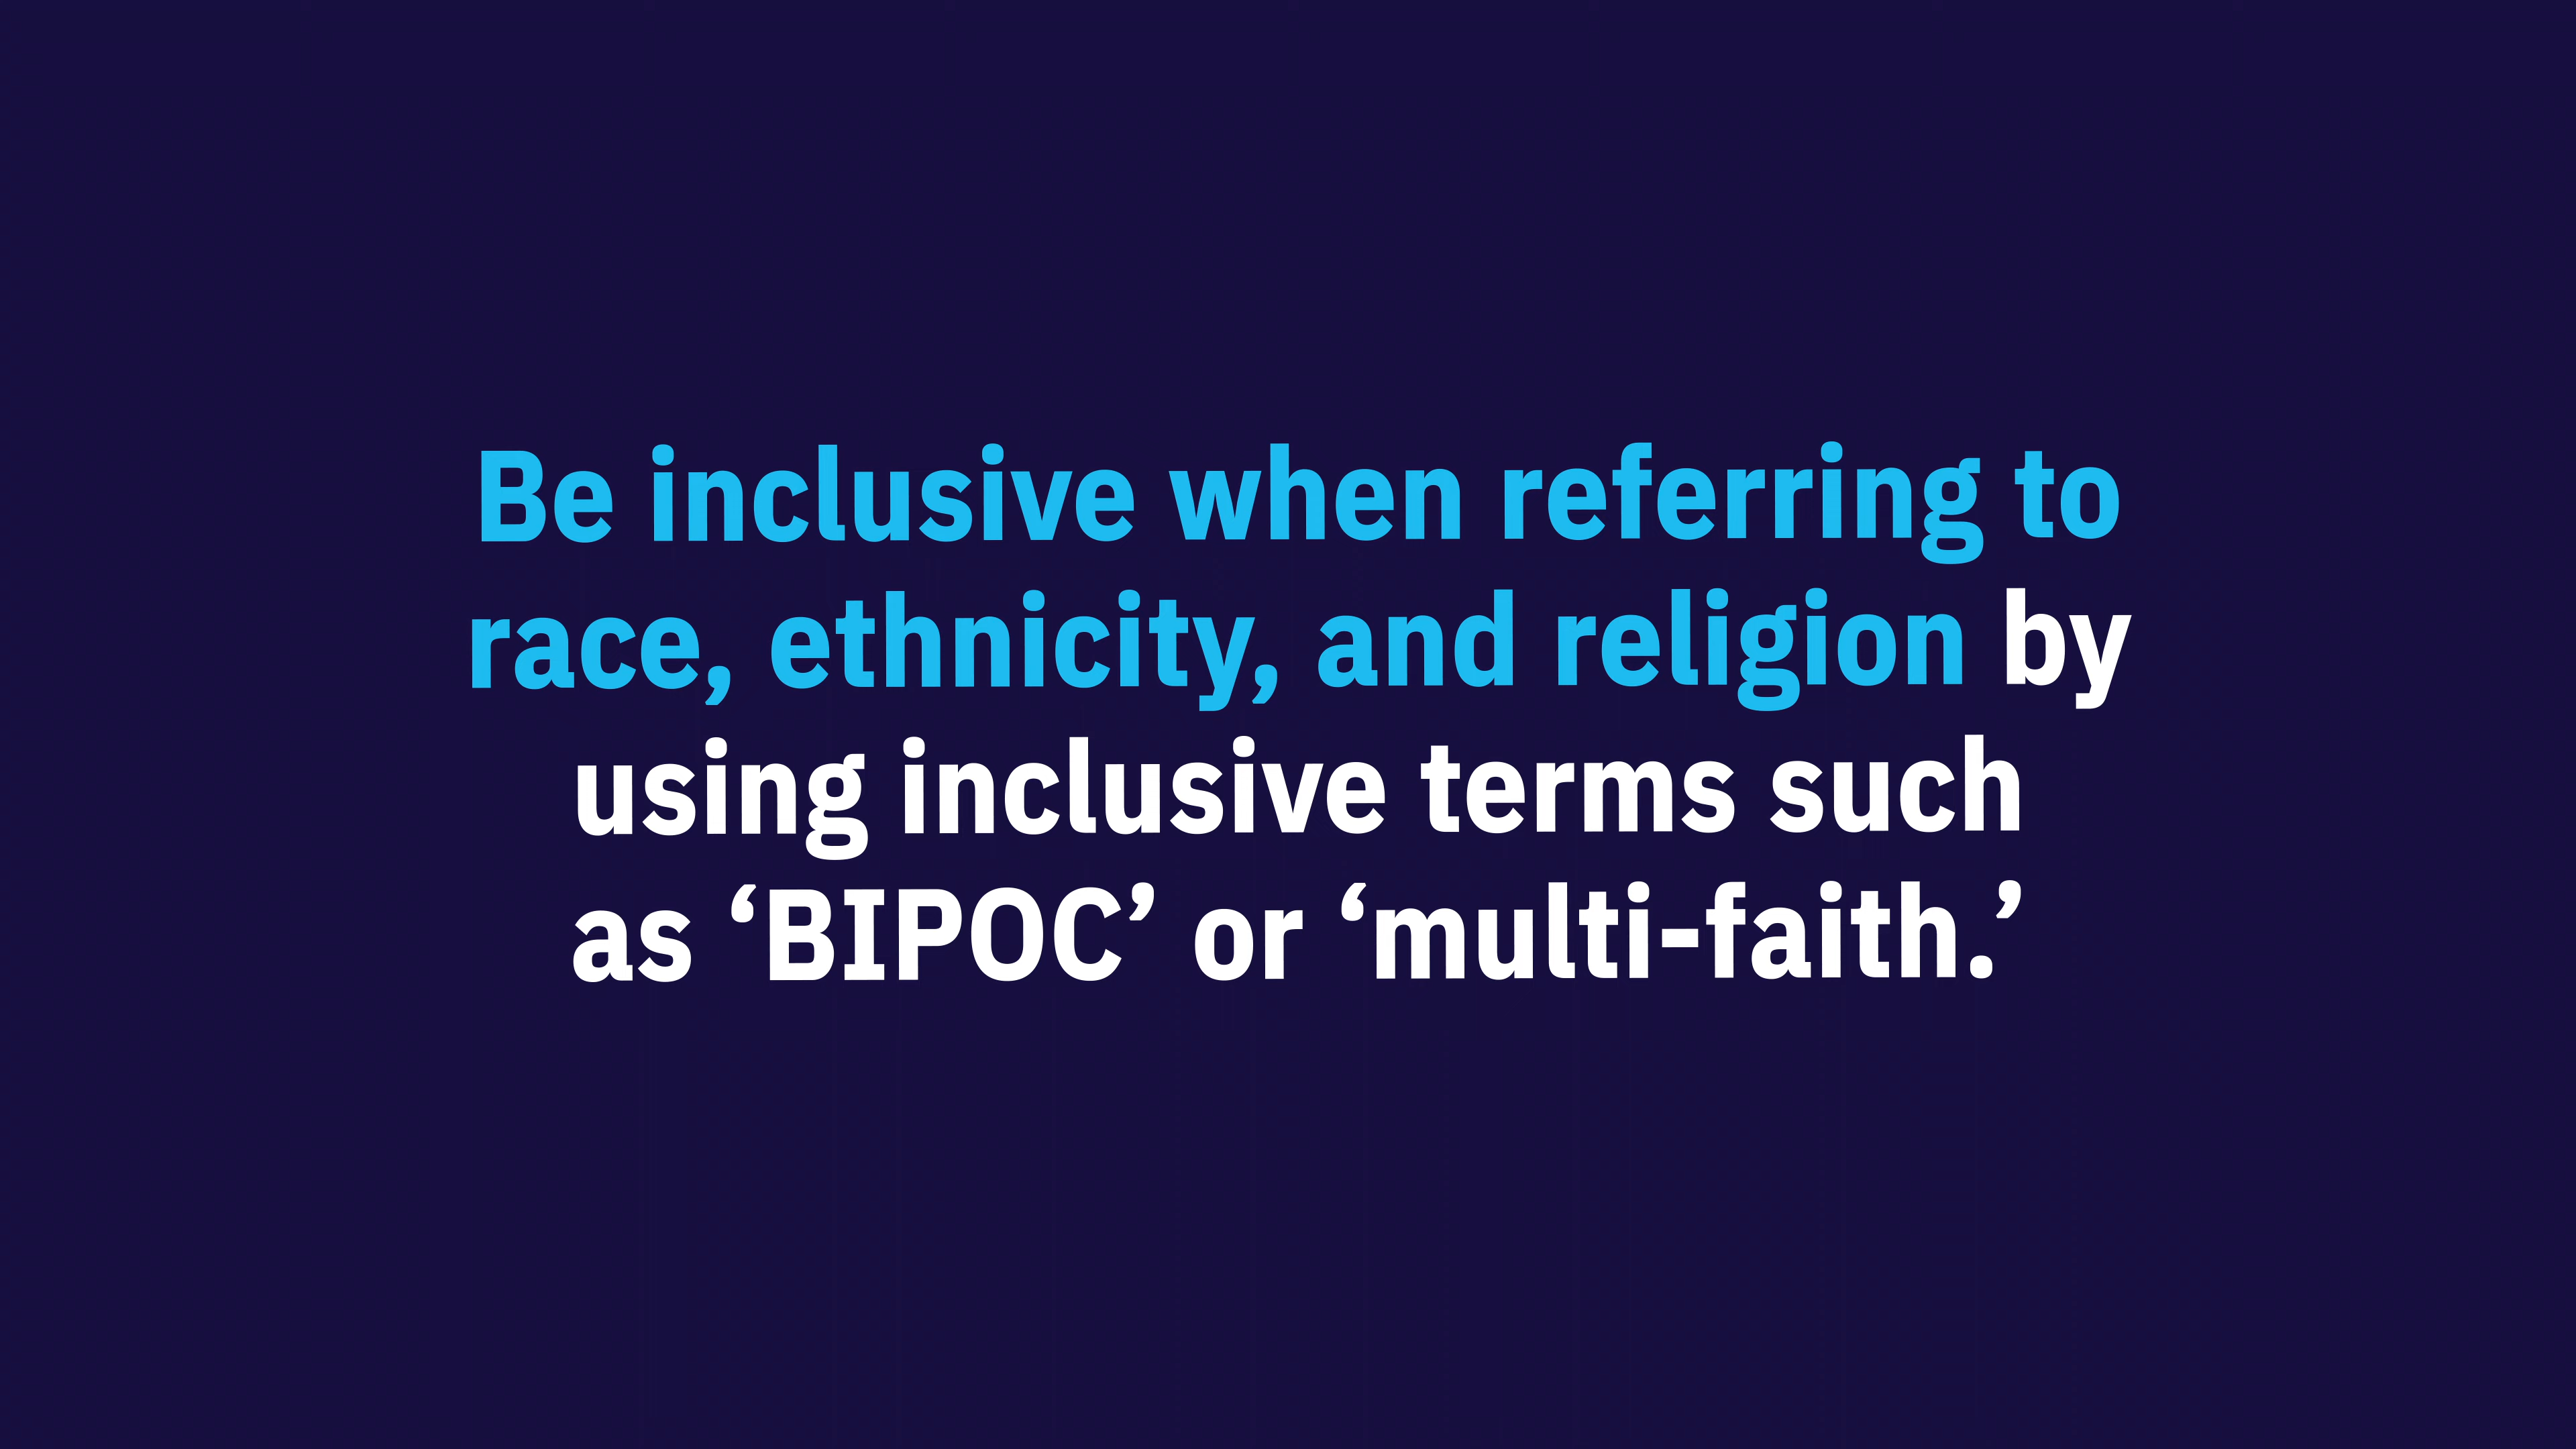 Be inclusive when referring to
race, ethnicity, and religion by
using inclusive terms such
as ‘BIPOC’ or ‘multi-faith.’